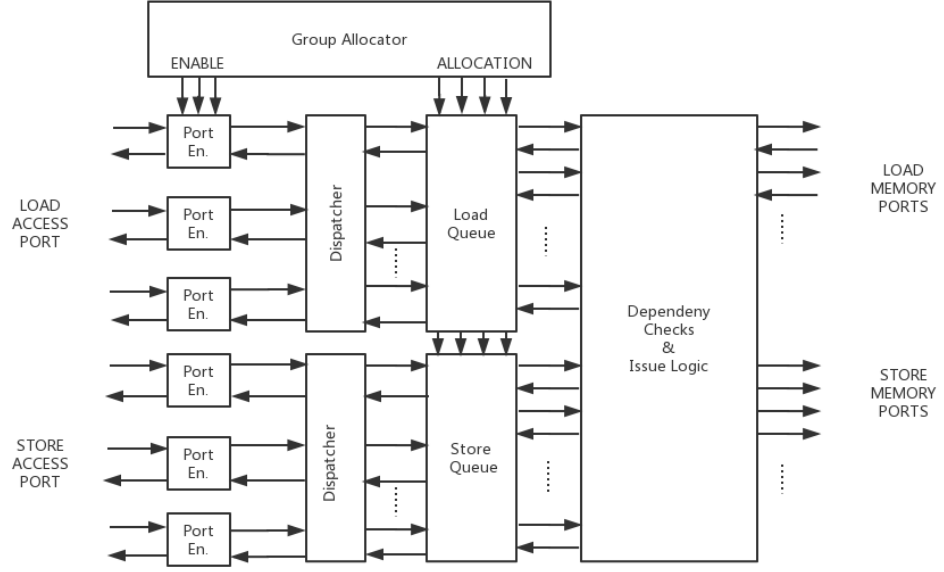 Group Allocator
ENABLE
ALLOCATION
Port
En.
Port
En.
Port
En.
LOAD
ACCESS
PORT
Dispatcher
Load
Queue
LOAD
MEMORY
PORTS
Dependeny
Checks
&
Issue Logic
Port
En.
Port
En.
Port
En.
STORE
ACCESS
PORT
Dispatcher
Store
Queue
STORE
MEMORY
PORTS